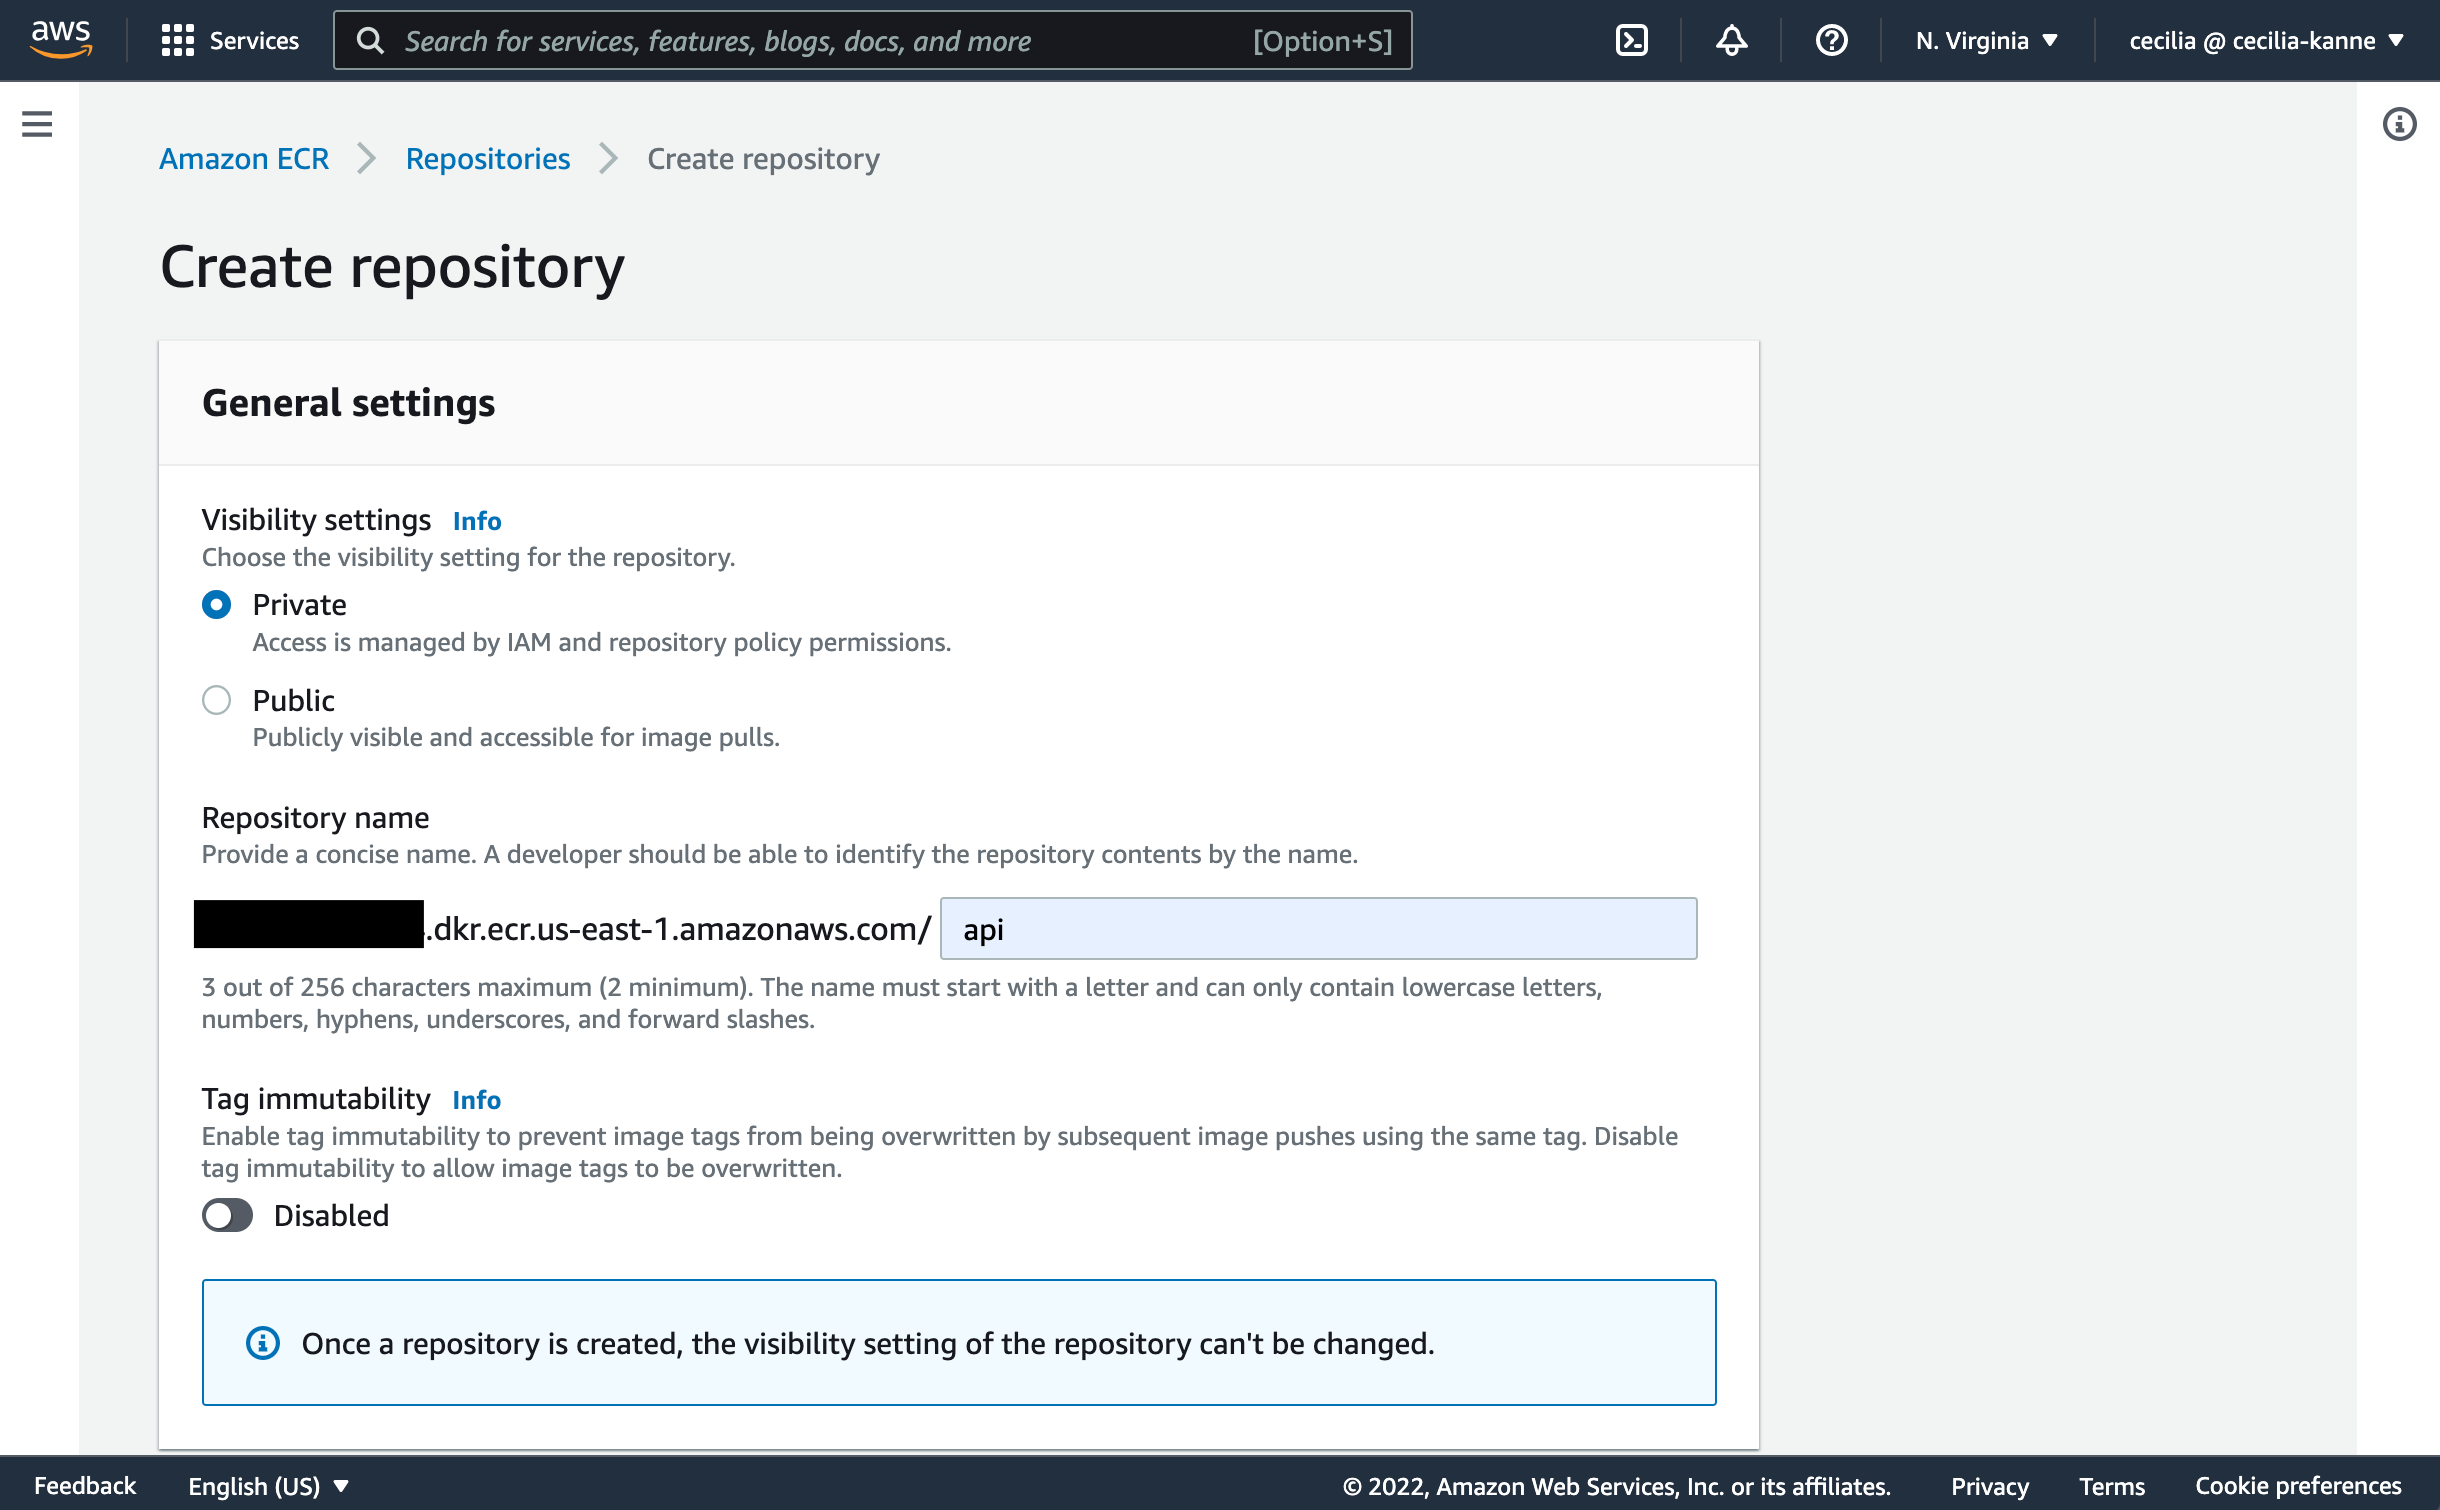 aws
Services
Search for services, features, blogs, docs, and more
[Option+S]
N. Virginia
cecilia @ cecilia-kanne
Amazon ECR
Repositories
Create repository
Create repository
General settings
Visibility settings Info
Choose the visibility setting for the repository.
Private
Access is managed by IAM and repository policy permissions.
Public
Publicly visible and accessible for image pulls.
Repository name
Provide a concise name. A developer should be able to identify the repository contents by the name.
.dkr.ecr.us-east-1.amazonaws.com/ api
3 out of 256 characters maximum (2 minimum). The name must start with a letter and can only contain lowercase letters,
numbers, hyphens, underscores, and forward slashes.
Tag immutability Info
Enable tag immutability to prevent image tags from being overwritten by subsequent image pushes using the same tag. Disable
tag immutability to allow image tags to be overwritten.
Disabled
Once a repository is created, the visibility setting of the repository can't be changed.
Feedback
English (US)
© 2022, Amazon Web Services, Inc. or its affiliates.
Privacy
Terms
Cookie preferences